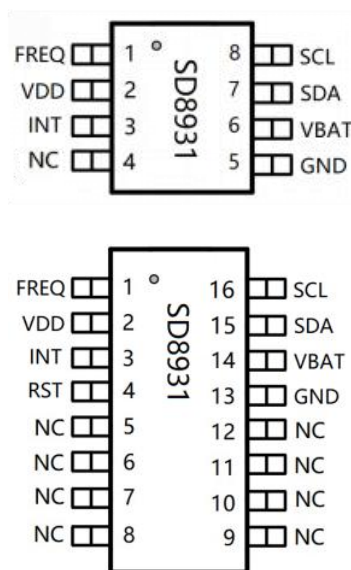 FREQ 1 8 SCL
VDD 2 7 SDA
INT 3 6 VBAT
NC 4 5 GND
SD8931
FREQ 1 16 SCL
VDD 2 15 SDA
INT 3 14 VBAT
RST 4 13 GND
NC 5 12 NC
NC 6 11 NC
NC 7 10 NC
NC 8 9 NC
SD8931